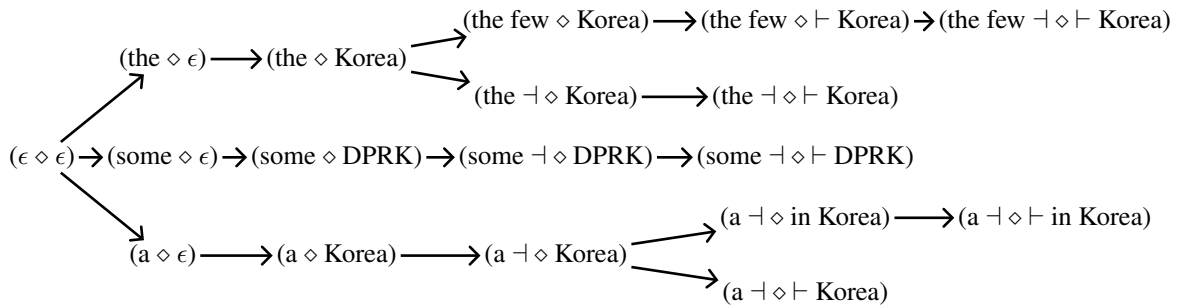 (the few ⋄ Korea) → (the few ⋄ ⊢ Korea) → (the few ⊣ ⋄ ⊢ Korea)
(the ⋄ ϵ) → (the ⋄ Korea)
(the ⊣ ⋄ Korea) → (the ⊣ ⋄ ⊢ Korea)
(ϵ ⋄ ϵ) → (some ⋄ ϵ) → (some ⋄ DPRK) → (some ⊣ ⋄ DPRK) → (some ⊣ ⋄ ⊢ DPRK)
(a ⊣ ⋄ in Korea) → (a ⊣ ⋄ ⊢ in Korea)
(a ⋄ ϵ) → (a ⋄ Korea) → (a ⊣ ⋄ Korea)
(a ⊣ ⋄ ⊢ Korea)